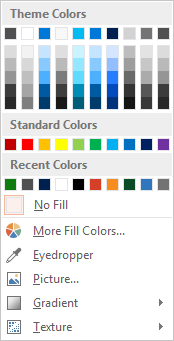 Theme Colors
Standard Colors
Recent Colors
No Fill
More Fill Colors...
Eyedropper
Picture...
Gradient
Texture